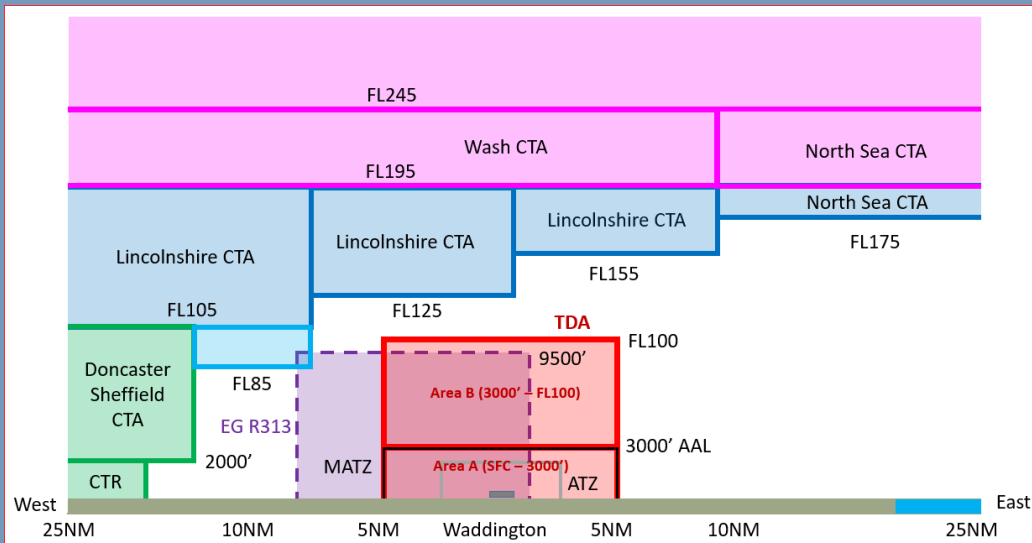 FL245
Wash CTA
North Sea CTA
FL195
North Sea CTA
Lincolnshire CTA
Lincolnshire CTA
Lincolnshire CTA
FL175
FL155
FL105
FL125
TDA
FL100
9500’
Doncaster
Sheffield
CTA
FL85
Area B (3000’ – FL100)
EG R313
3000’ AAL
2000’
MATZ
Area A (SFC – 3000’)
CTR
ATZ
West
East
25NM
10NM
5NM
Waddington
5NM
10NM
25NM